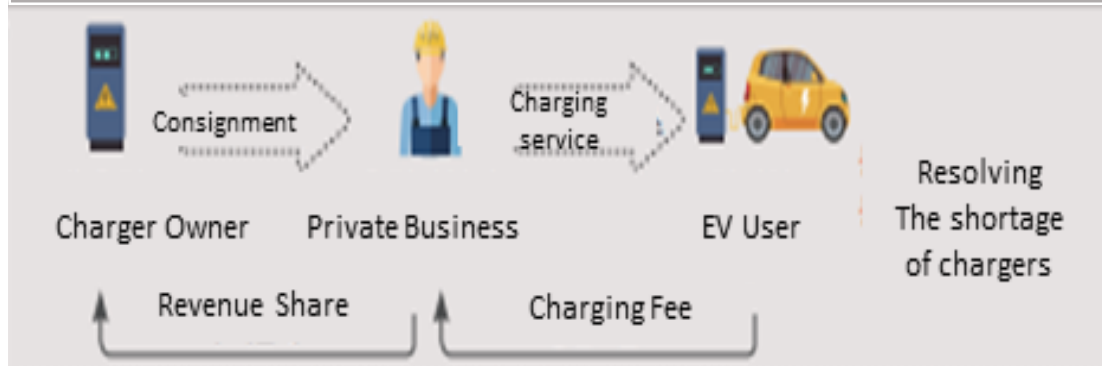 Consignment
Charging
service
Charger Owner
Private Business
EV User
Resolving
The shortage
of chargers
Revenue Share
Charging Fee